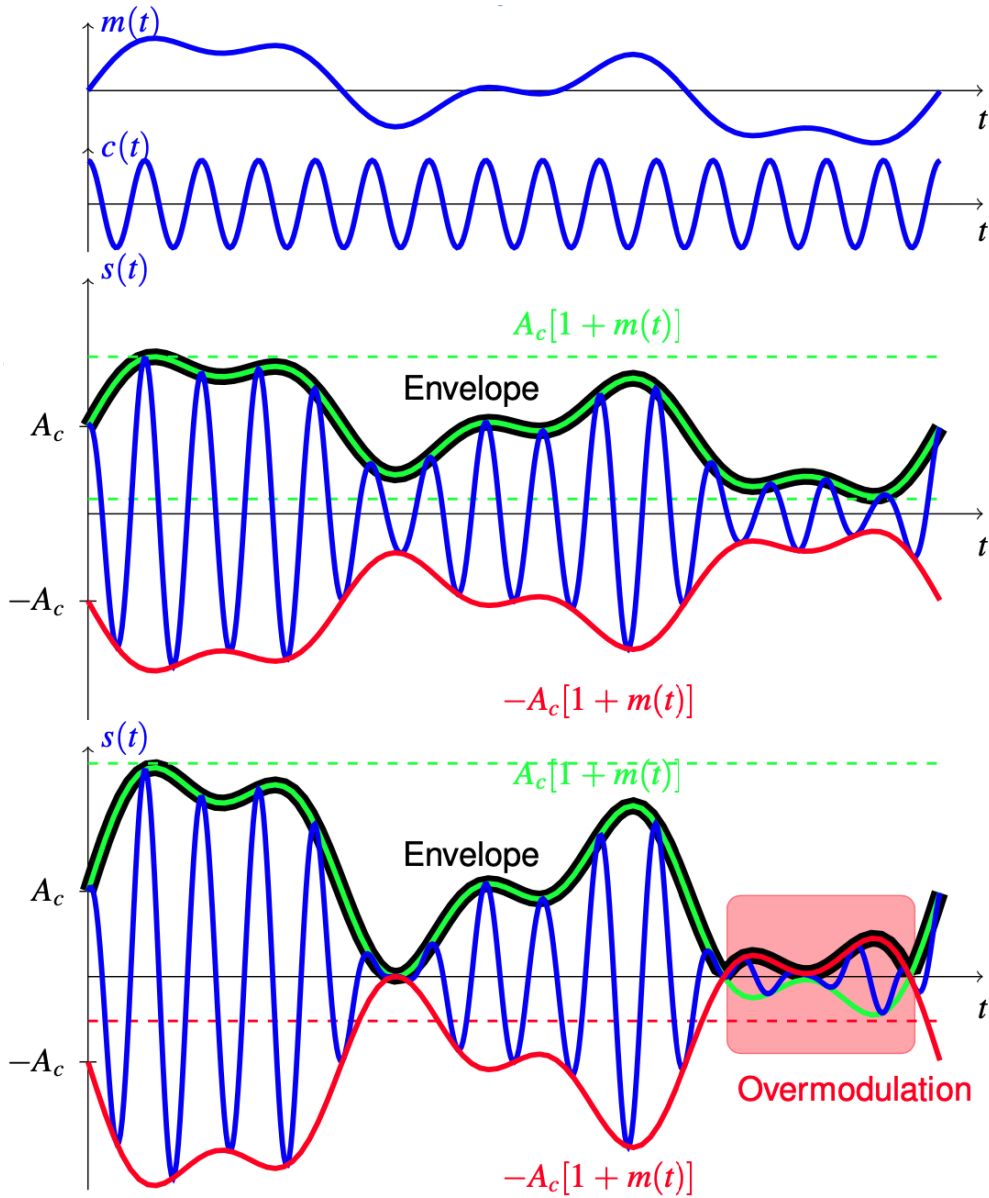 m(t)
t
c(t)
t
s(t)
A_c[1 + m(t)]
Envelope
A_c
t
−A_c
−A_c[1 + m(t)]
s(t)
A_c[1 + m(t)]
Envelope
A_c
t
−A_c
Overmodulation
−A_c[1 + m(t)]